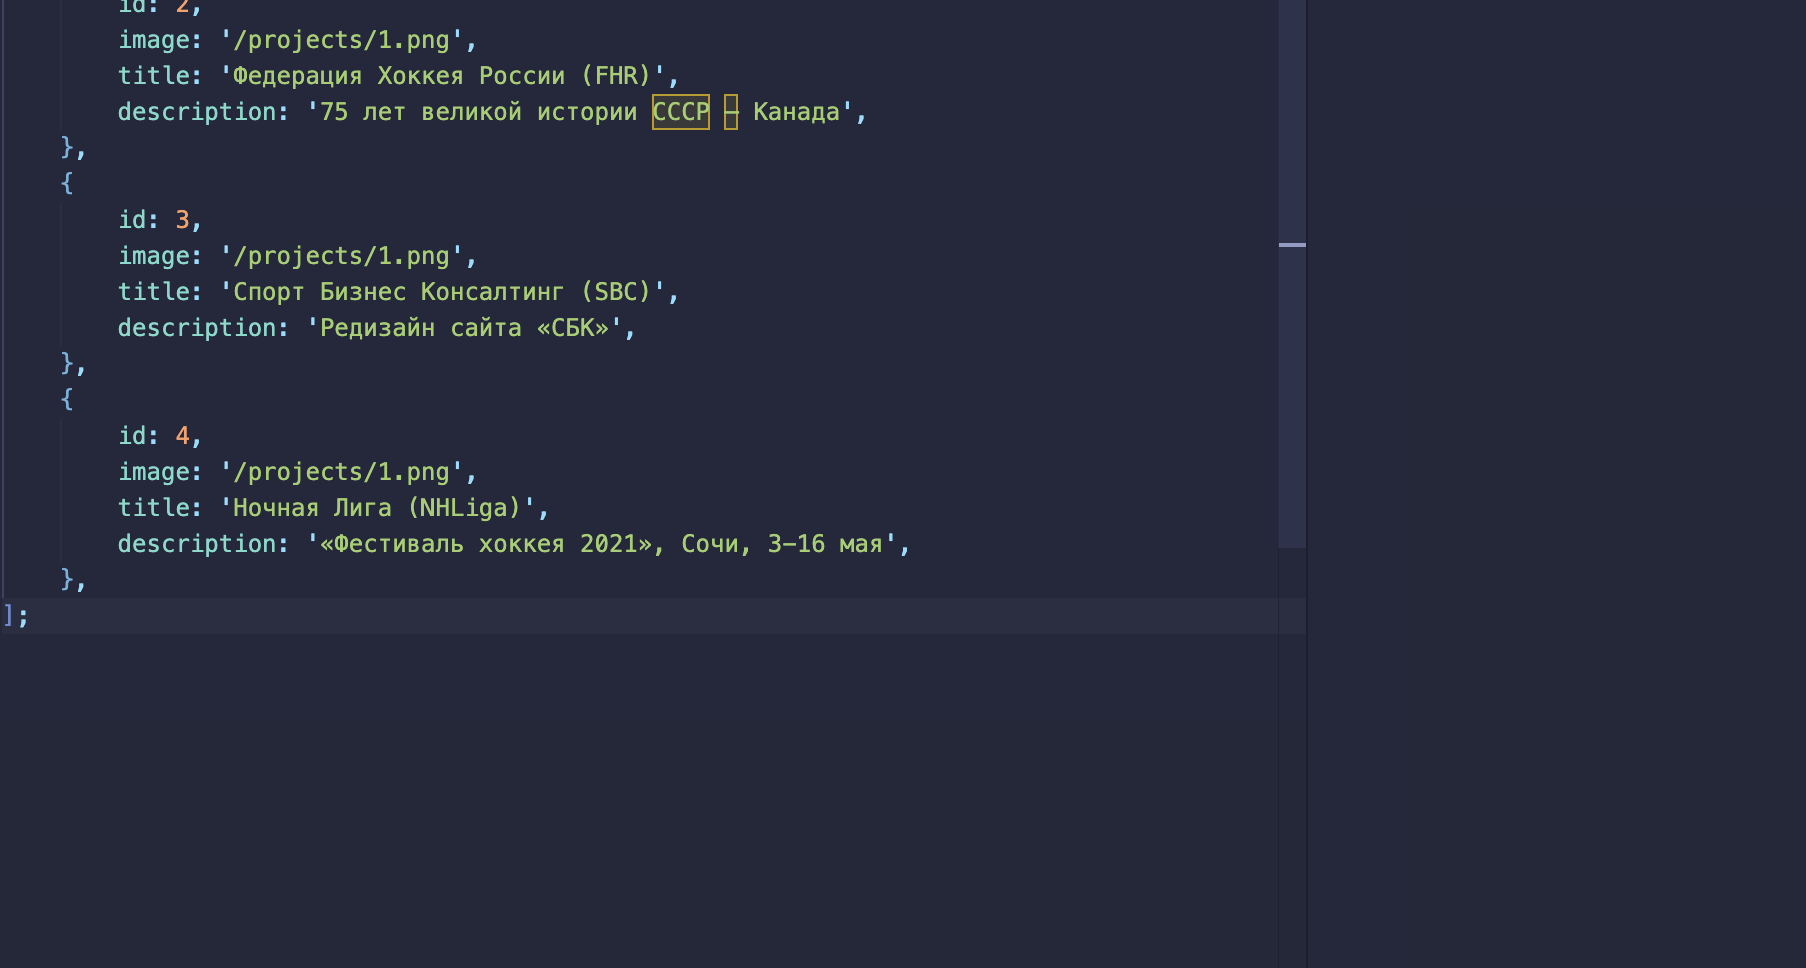 id: 2,
image: '/projects/1.png',
title: 'Федерация Хоккея России (FHR)',
description: '75 лет великой истории СССР – Канада',
},
{
id: 3,
image: '/projects/1.png',
title: 'Спорт Бизнес Консалтинг (SBC)',
description: 'Редизайн сайта «СБК»',
},
{
id: 4,
image: '/projects/1.png',
title: 'Ночная Лига (NHLiga)',
description: '«Фестиваль хоккея 2021», Сочи, 3–16 мая',
},
];